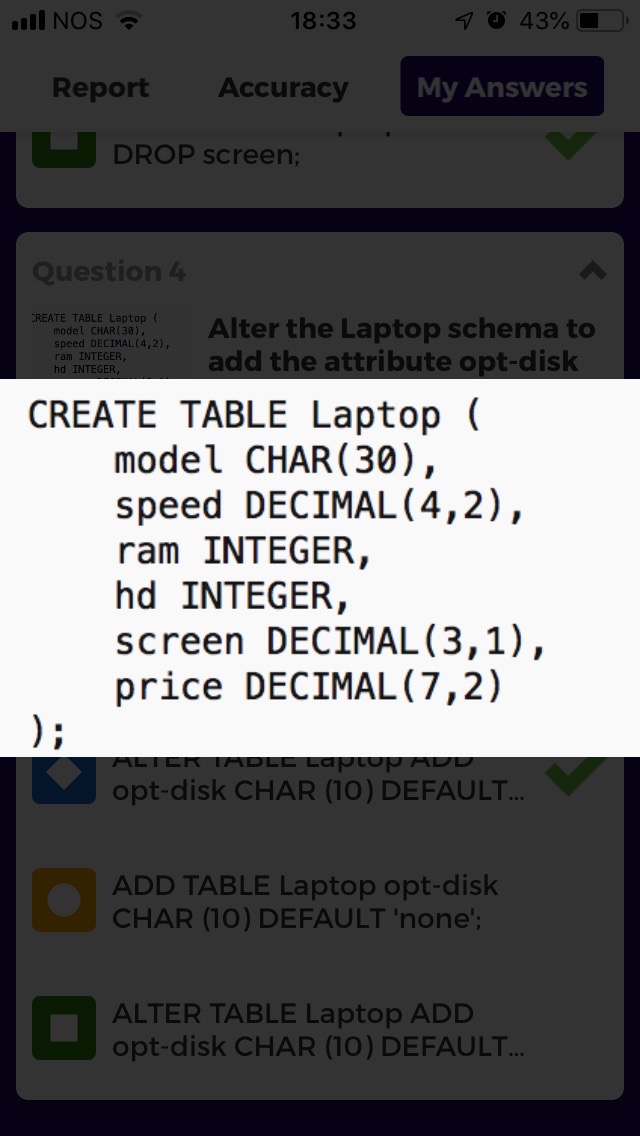 NOS 18:33 43%
Report Accuracy My Answers
DROP screen;
Question 4
REATE TABLE Laptop (
model CHAR(30),
speed DECIMAL(4,2),
ram INTEGER,
hd INTEGER,
Alter the Laptop schema to
add the attribute opt-disk
CREATE TABLE Laptop (
model CHAR(30),
speed DECIMAL(4,2),
ram INTEGER,
hd INTEGER,
screen DECIMAL(3,1),
price DECIMAL(7,2)
);
ALTER TABLE Laptop ADD
opt-disk CHAR (10) DEFAULT...
ADD TABLE Laptop opt-disk
CHAR (10) DEFAULT 'none';
ALTER TABLE Laptop ADD
opt-disk CHAR (10) DEFAULT...